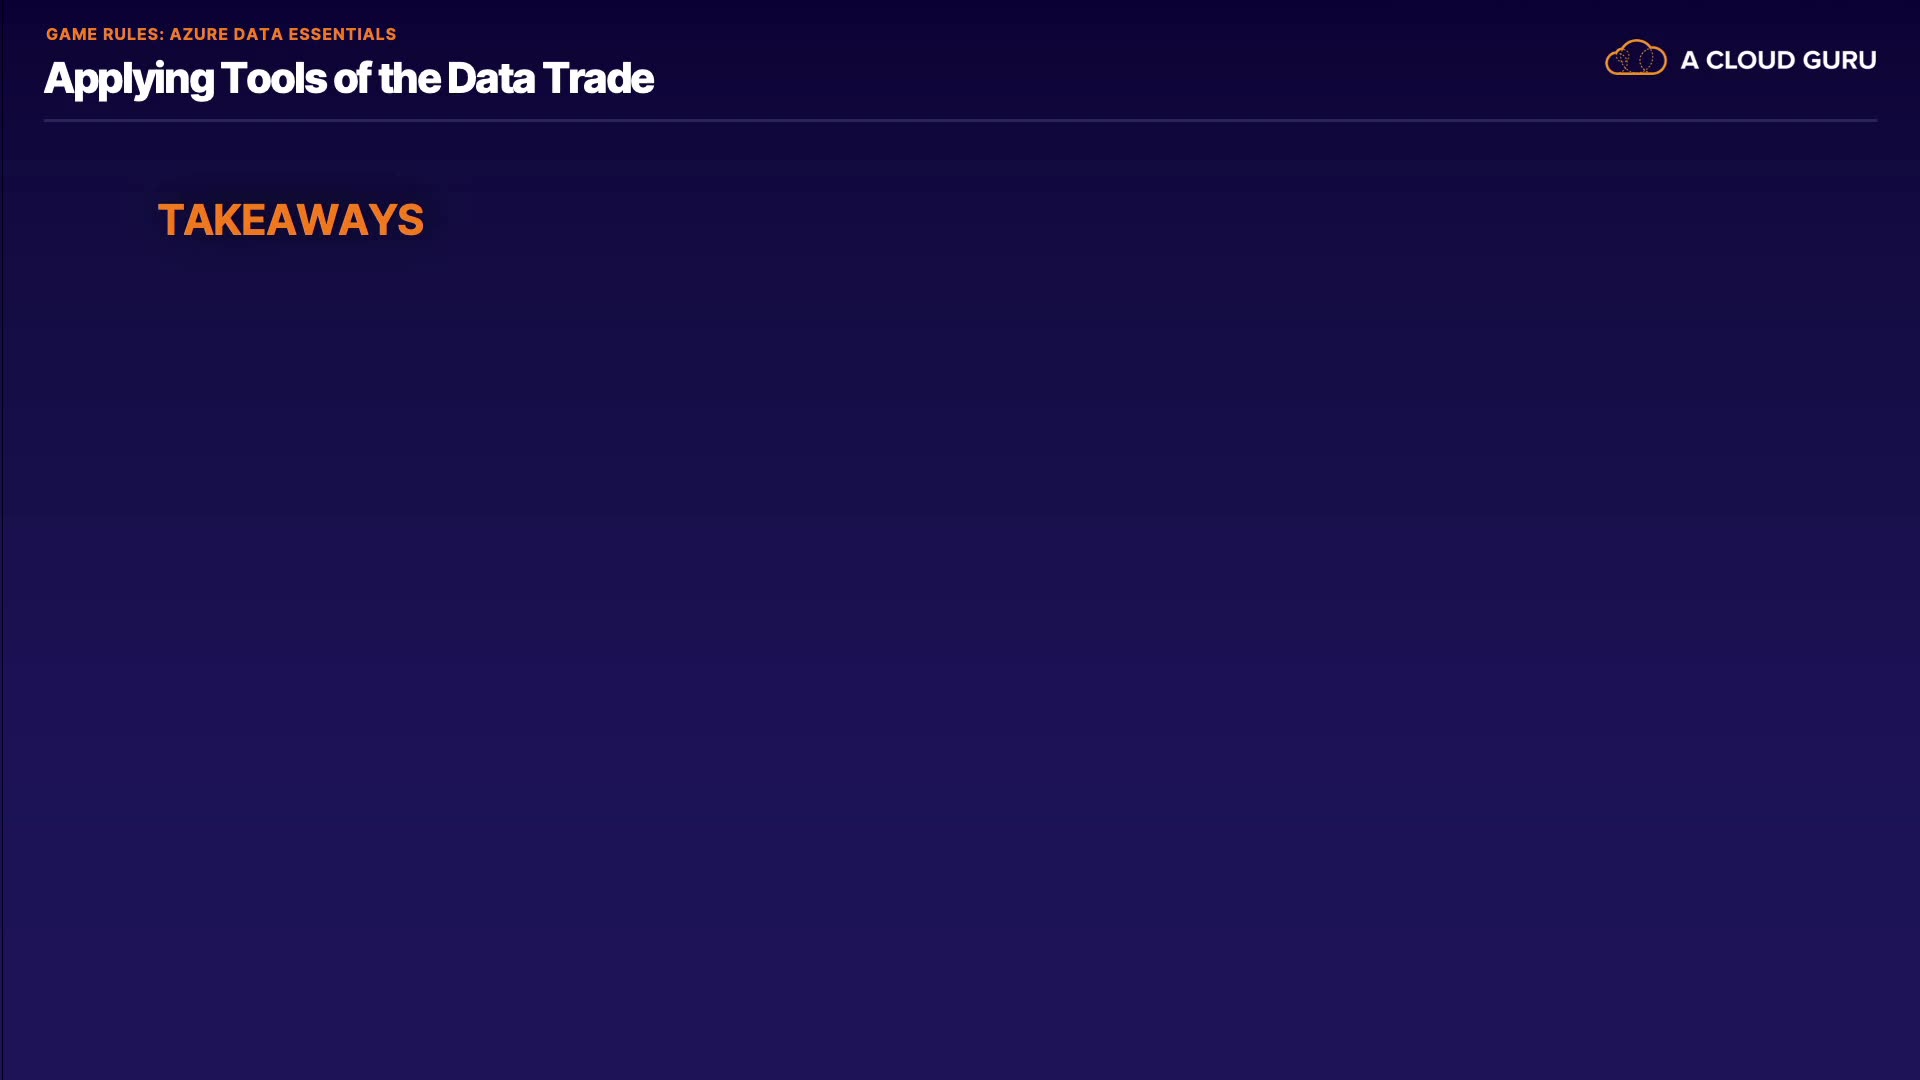 GAME RULES: AZURE DATA ESSENTIALS
Applying Tools of the Data Trade
A CLOUD GURU
TAKEAWAYS